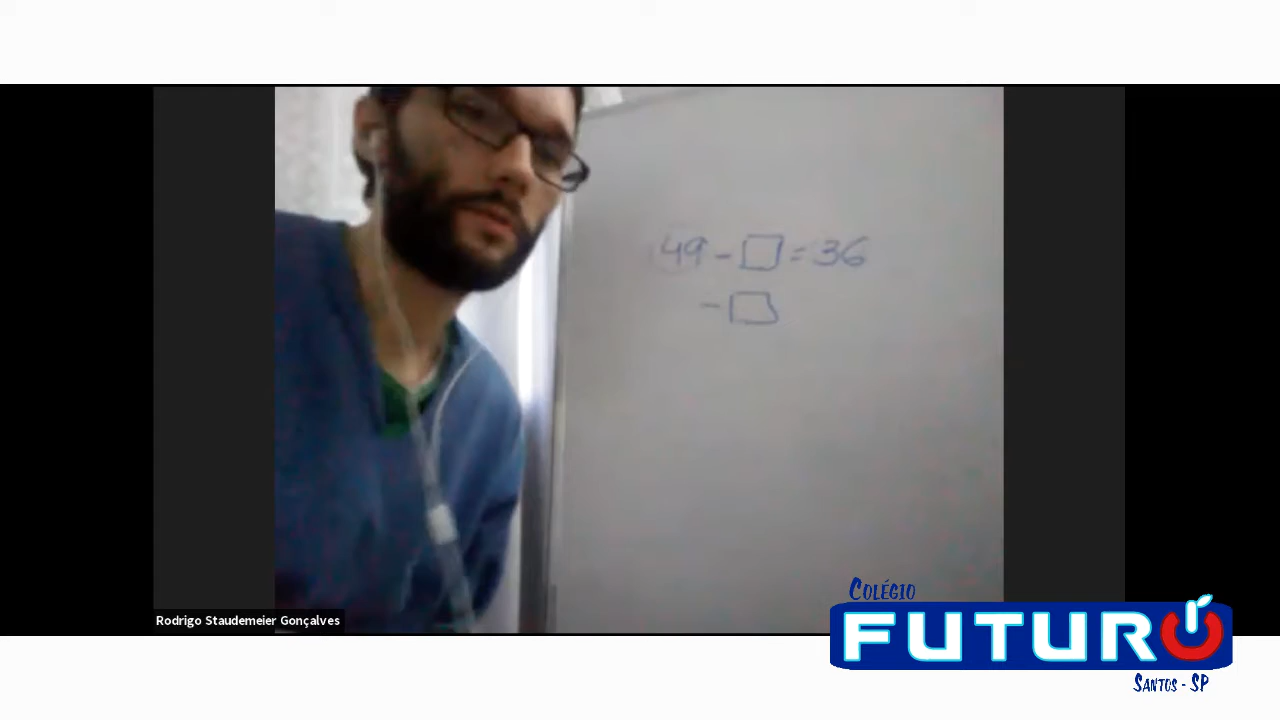 49 - □ = 36
- □
Rodrigo Staudemeier Gonçalves
COLÉGIO
FUTURO
SANTOS - SP